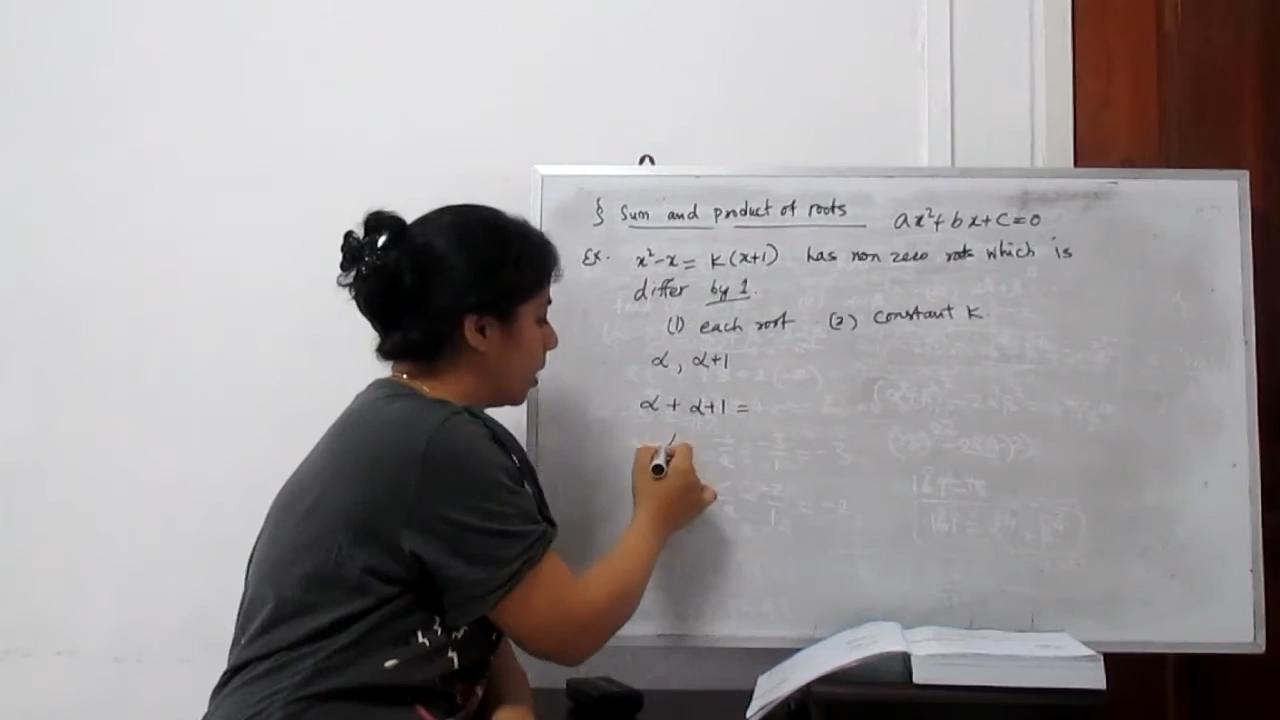 § Sum and product of roots ax²+bx+c=0
Ex. x²-x = K(x+1) has non zero roots which is
differ by 1.
(1) each root (2) constant K.
α, α+1
α + α+1 =